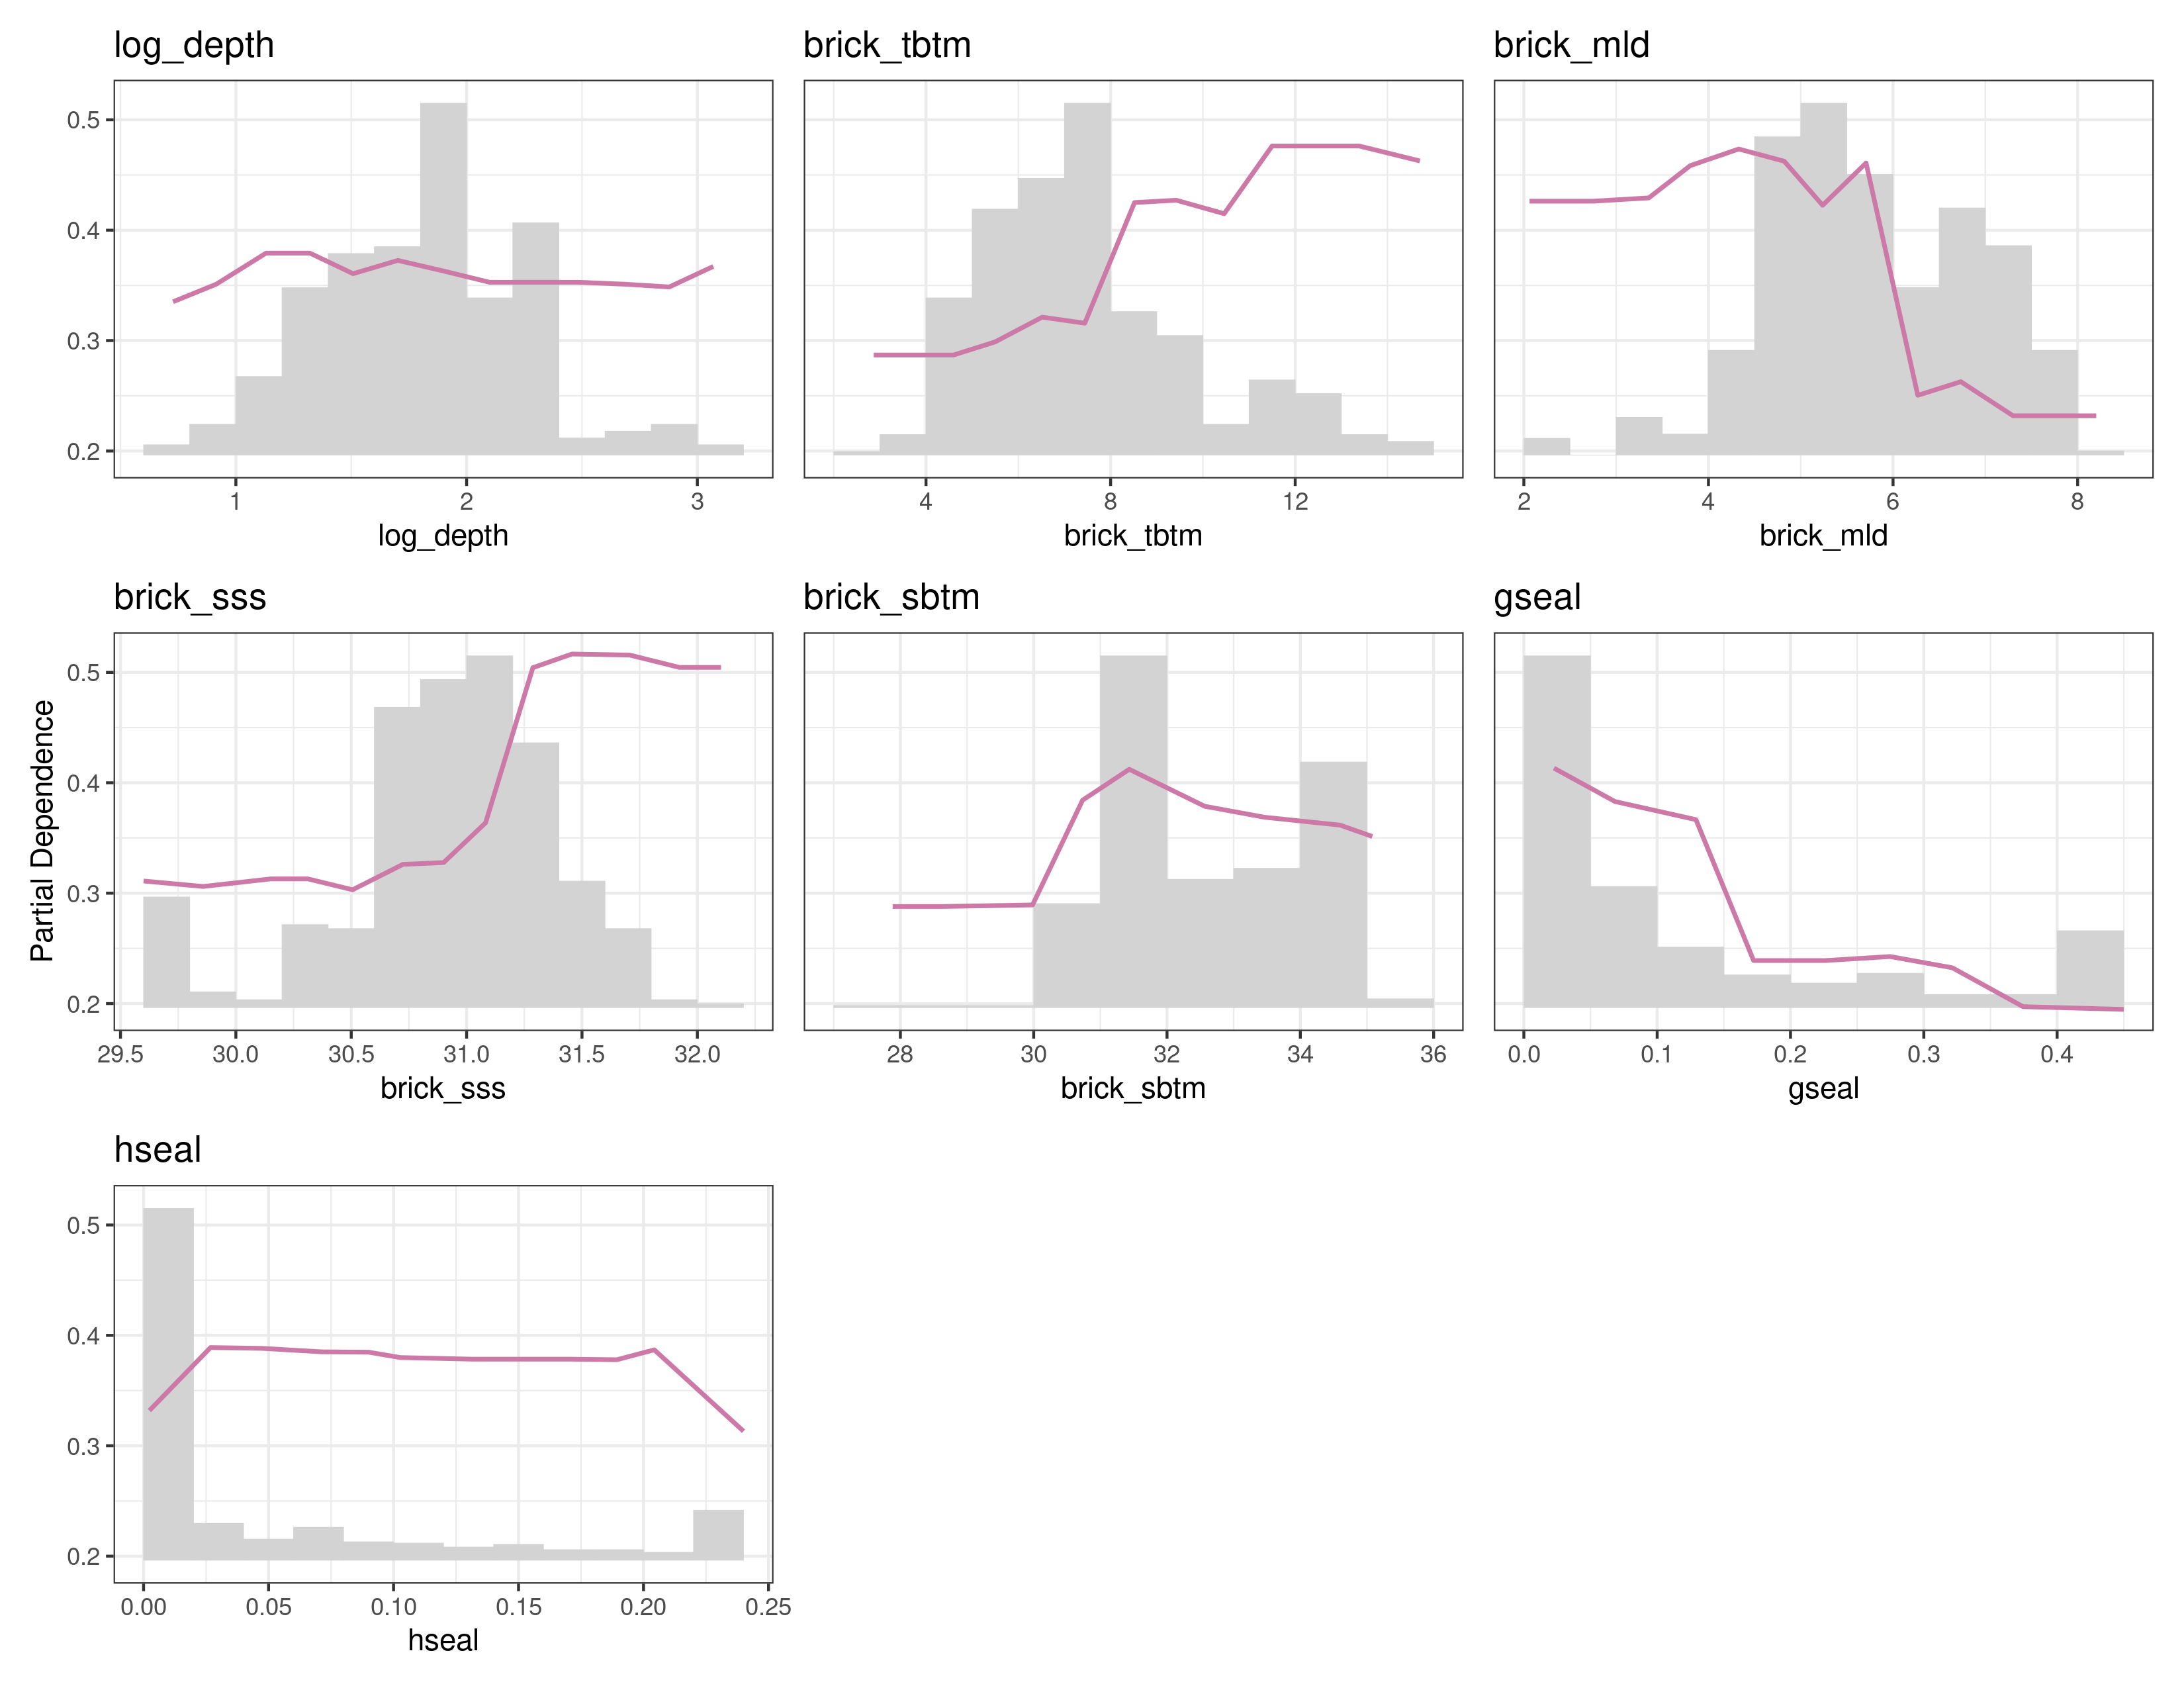 log_depth
brick_tbtm
brick_mld
0.5
0.4
0.3
0.2
1 2 3
4 8 12
2 4 6 8
log_depth
brick_tbtm
brick_mld
brick_sss
brick_sbtm
gseal
Partial Dependence
0.5
0.4
0.3
0.2
29.5 30.0 30.5 31.0 31.5 32.0
28 30 32 34 36
0.0 0.1 0.2 0.3 0.4
brick_sss
brick_sbtm
gseal
hseal
0.5
0.4
0.3
0.2
0.00 0.05 0.10 0.15 0.20 0.25
hseal